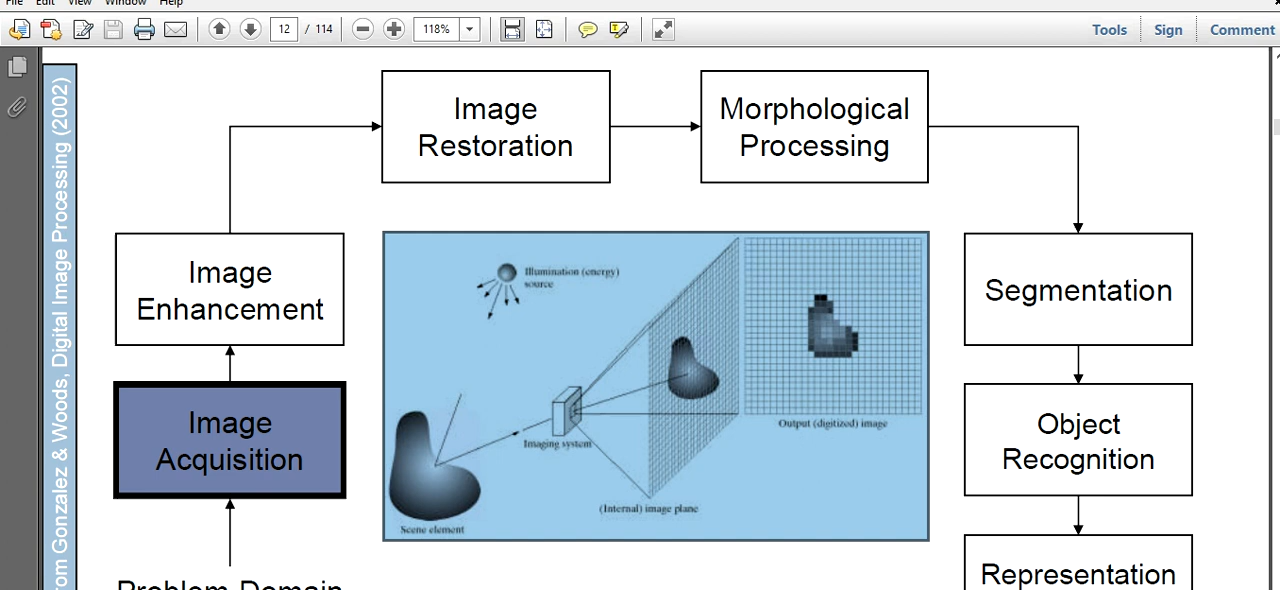 File Edit View Window Help
12 / 114
118%
Tools Sign Comment
rom Gonzalez & Woods, Digital Image Processing (2002)
Image
Restoration
Morphological
Processing
Image
Enhancement
Segmentation
Illumination (energy)
source
Imaging system
Output (digitized) image
(Internal) image plane
Scene element
Image
Acquisition
Object
Recognition
Representation
Problem Domain